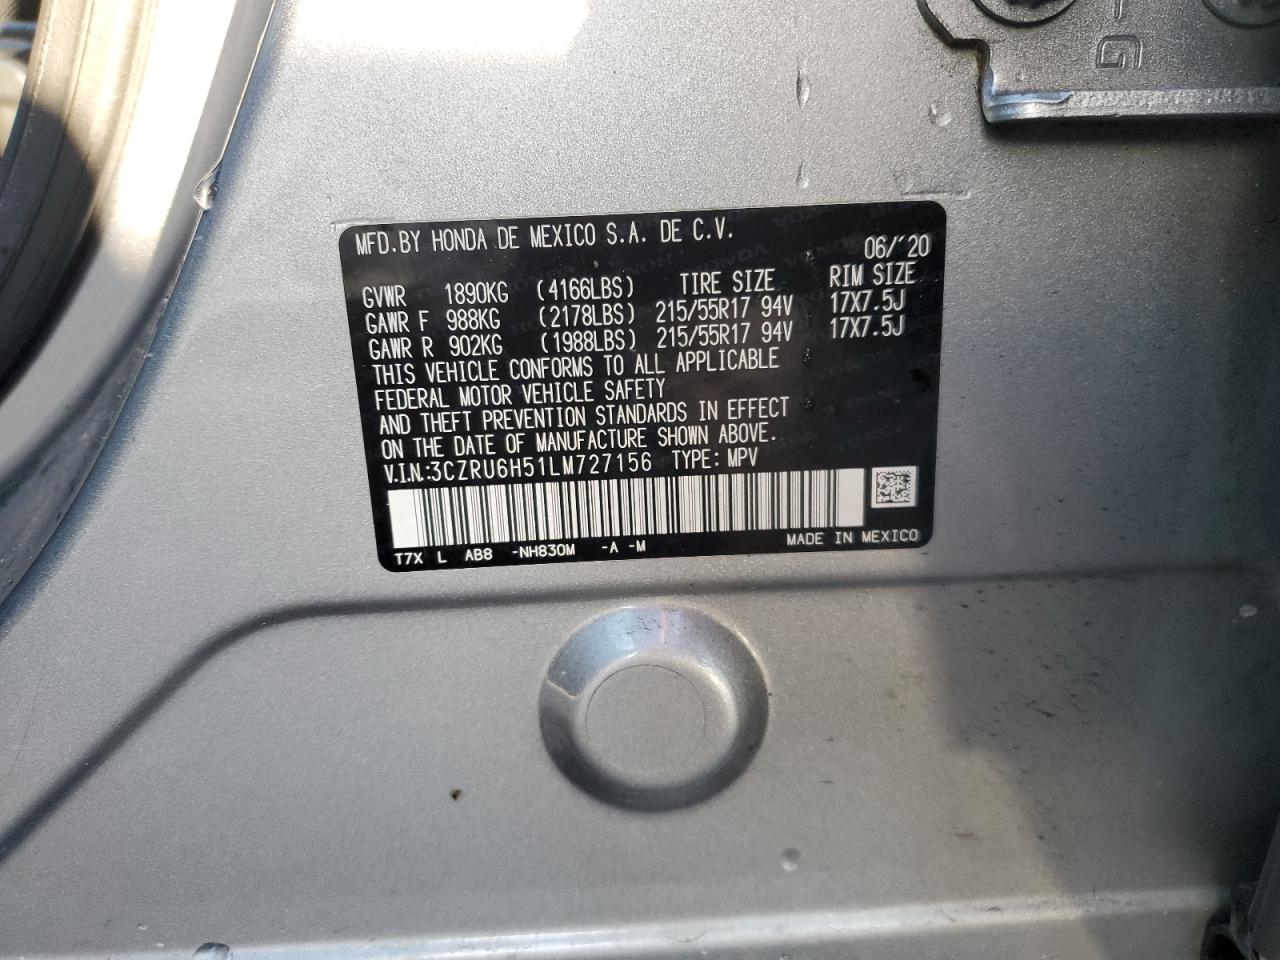 G
MFD.BY HONDA DE MEXICO S.A. DE C.V. 06/'20
GVWR 1890KG (4166LBS) TIRE SIZE RIM SIZE
GAWR F 988KG (2178LBS) 215/55R17 94V 17X7.5J
GAWR R 902KG (1988LBS) 215/55R17 94V 17X7.5J
THIS VEHICLE CONFORMS TO ALL APPLICABLE
FEDERAL MOTOR VEHICLE SAFETY
AND THEFT PREVENTION STANDARDS IN EFFECT
ON THE DATE OF MANUFACTURE SHOWN ABOVE.
V.I.N:3CZRU6H51LM727156 TYPE: MPV
T7X L AB8 -NH830M -A -M MADE IN MEXICO